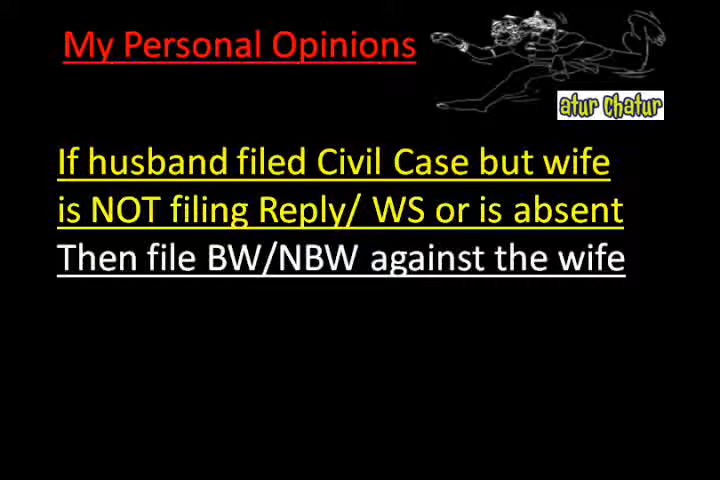 My Personal Opinions
atur chatur
If husband filed Civil Case but wife
is NOT filing Reply/ WS or is absent
Then file BW/NBW against the wife